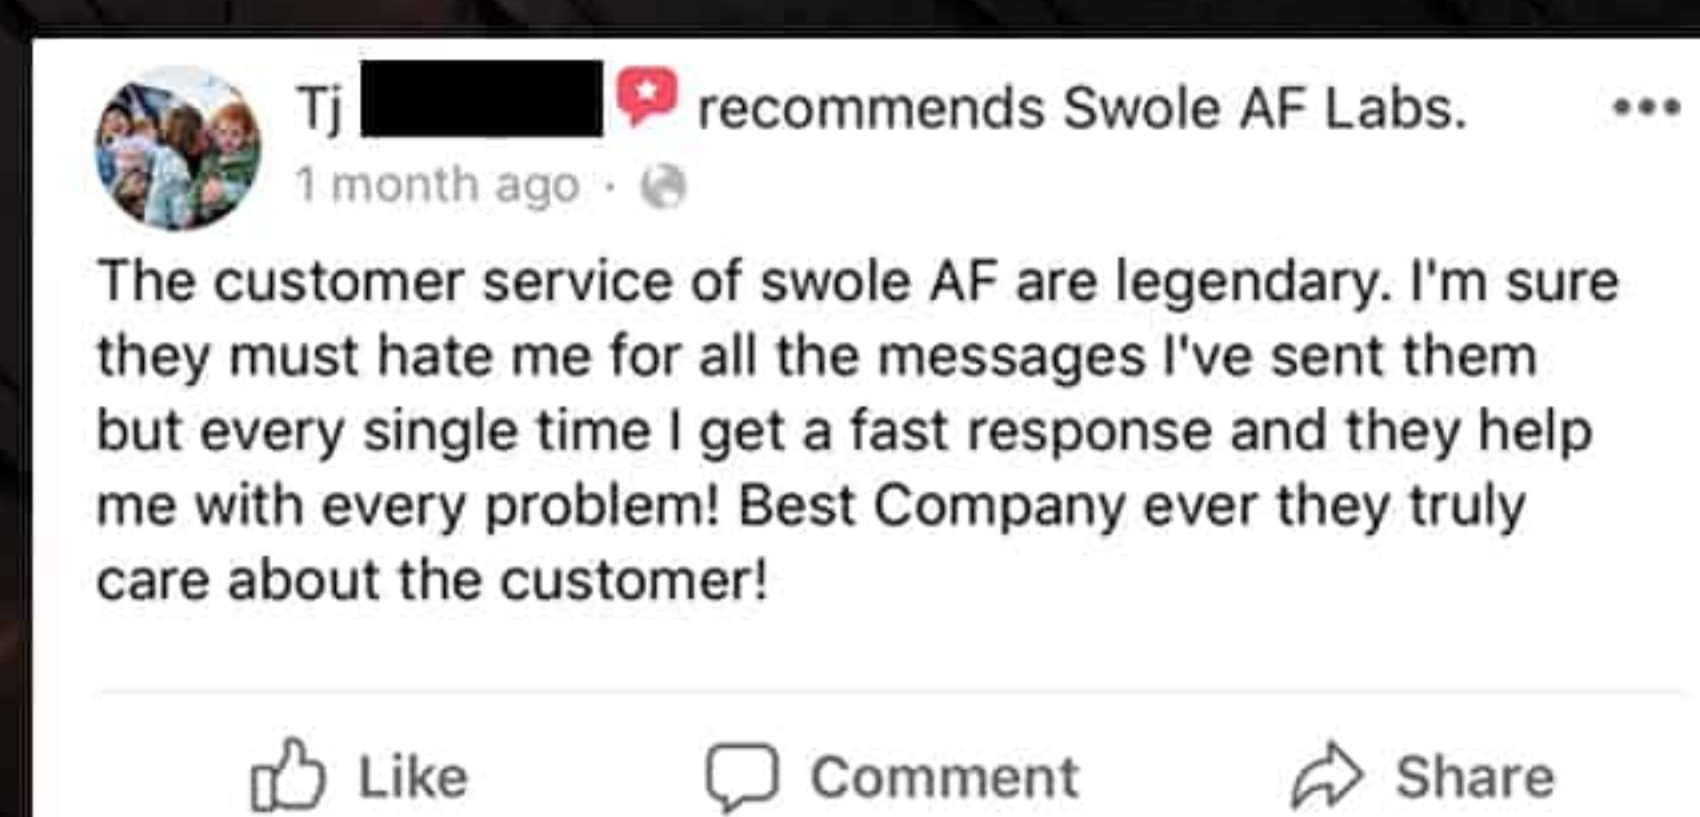 Tj recommends Swole AF Labs.
1 month ago ·
The customer service of swole AF are legendary. I'm sure
they must hate me for all the messages I've sent them
but every single time I get a fast response and they help
me with every problem! Best Company ever they truly
care about the customer!
Like Comment Share